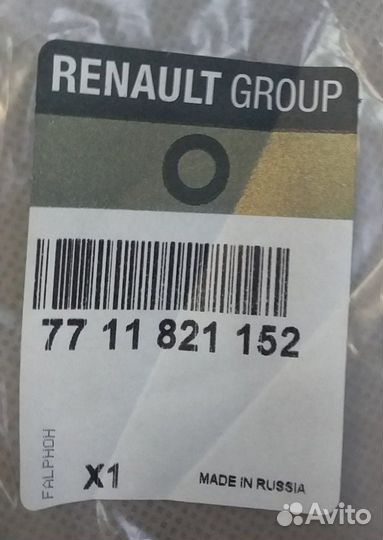 RENAULT GROUP
77 11 821 152
FALPHOH
X1
MADE IN RUSSIA
Avito